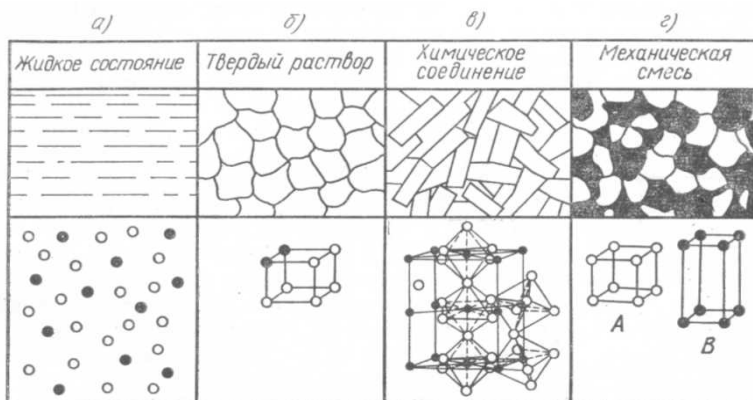 а) б) в) г)
Жидкое состояние Твердый раствор Химическое соединение Механическая смесь
А В